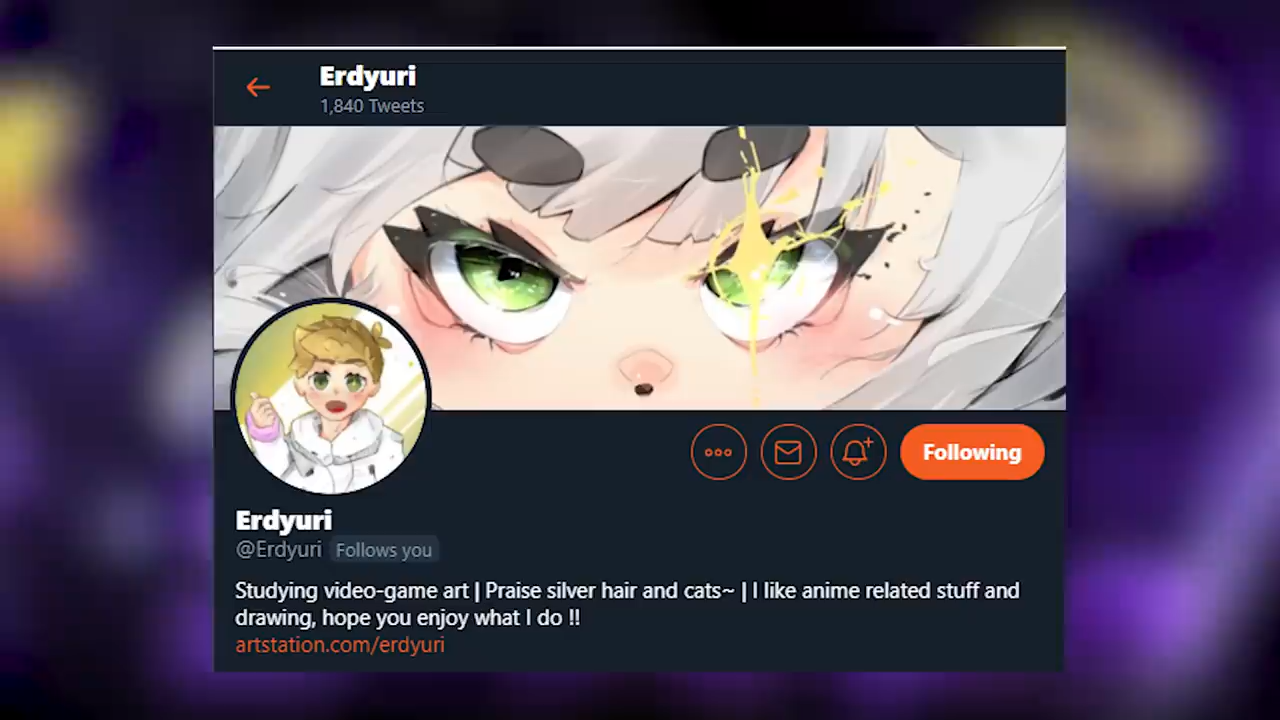 Erdyuri
1,840 Tweets
Following
Erdyuri
@Erdyuri Follows you
Studying video-game art | Praise silver hair and cats~ | I like anime related stuff and
drawing, hope you enjoy what I do !!
artstation.com/erdyuri